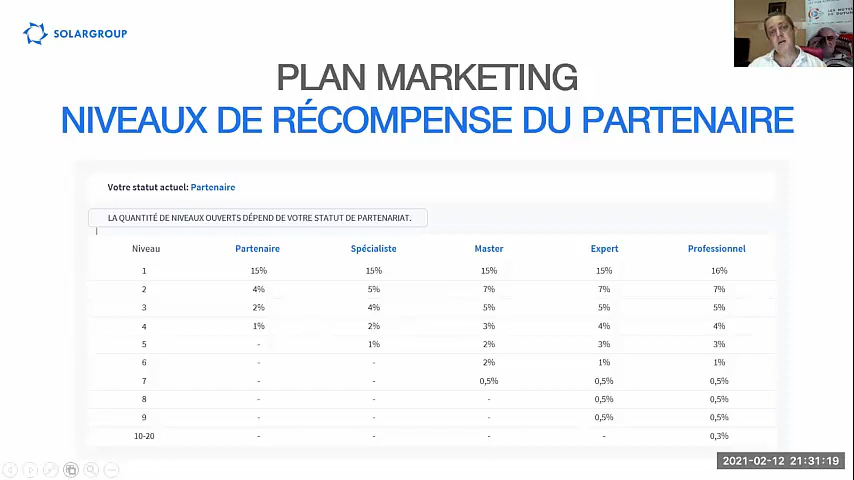 SOLARGROUP
LES MOTEU
PLAN MARKETING
NIVEAUX DE RÉCOMPENSE DU PARTENAIRE
Votre statut actuel: Partenaire
LA QUANTITÉ DE NIVEAUX OUVERTS DÉPEND DE VOTRE STATUT DE PARTENARIAT.
Niveau Partenaire Spécialiste Master Expert Professionnel
1 15% 15% 15% 15% 16%
2 4% 5% 7% 7% 7%
3 2% 4% 5% 5% 5%
4 1% 2% 3% 4% 4%
5 - 1% 2% 3% 3%
6 - - 2% 1% 1%
7 - - 0,5% 0,5% 0,5%
8 - - - 0,5% 0,5%
9 - - - 0,5% 0,5%
10-20 - - - - 0,3%
2021-02-12 21:31:19